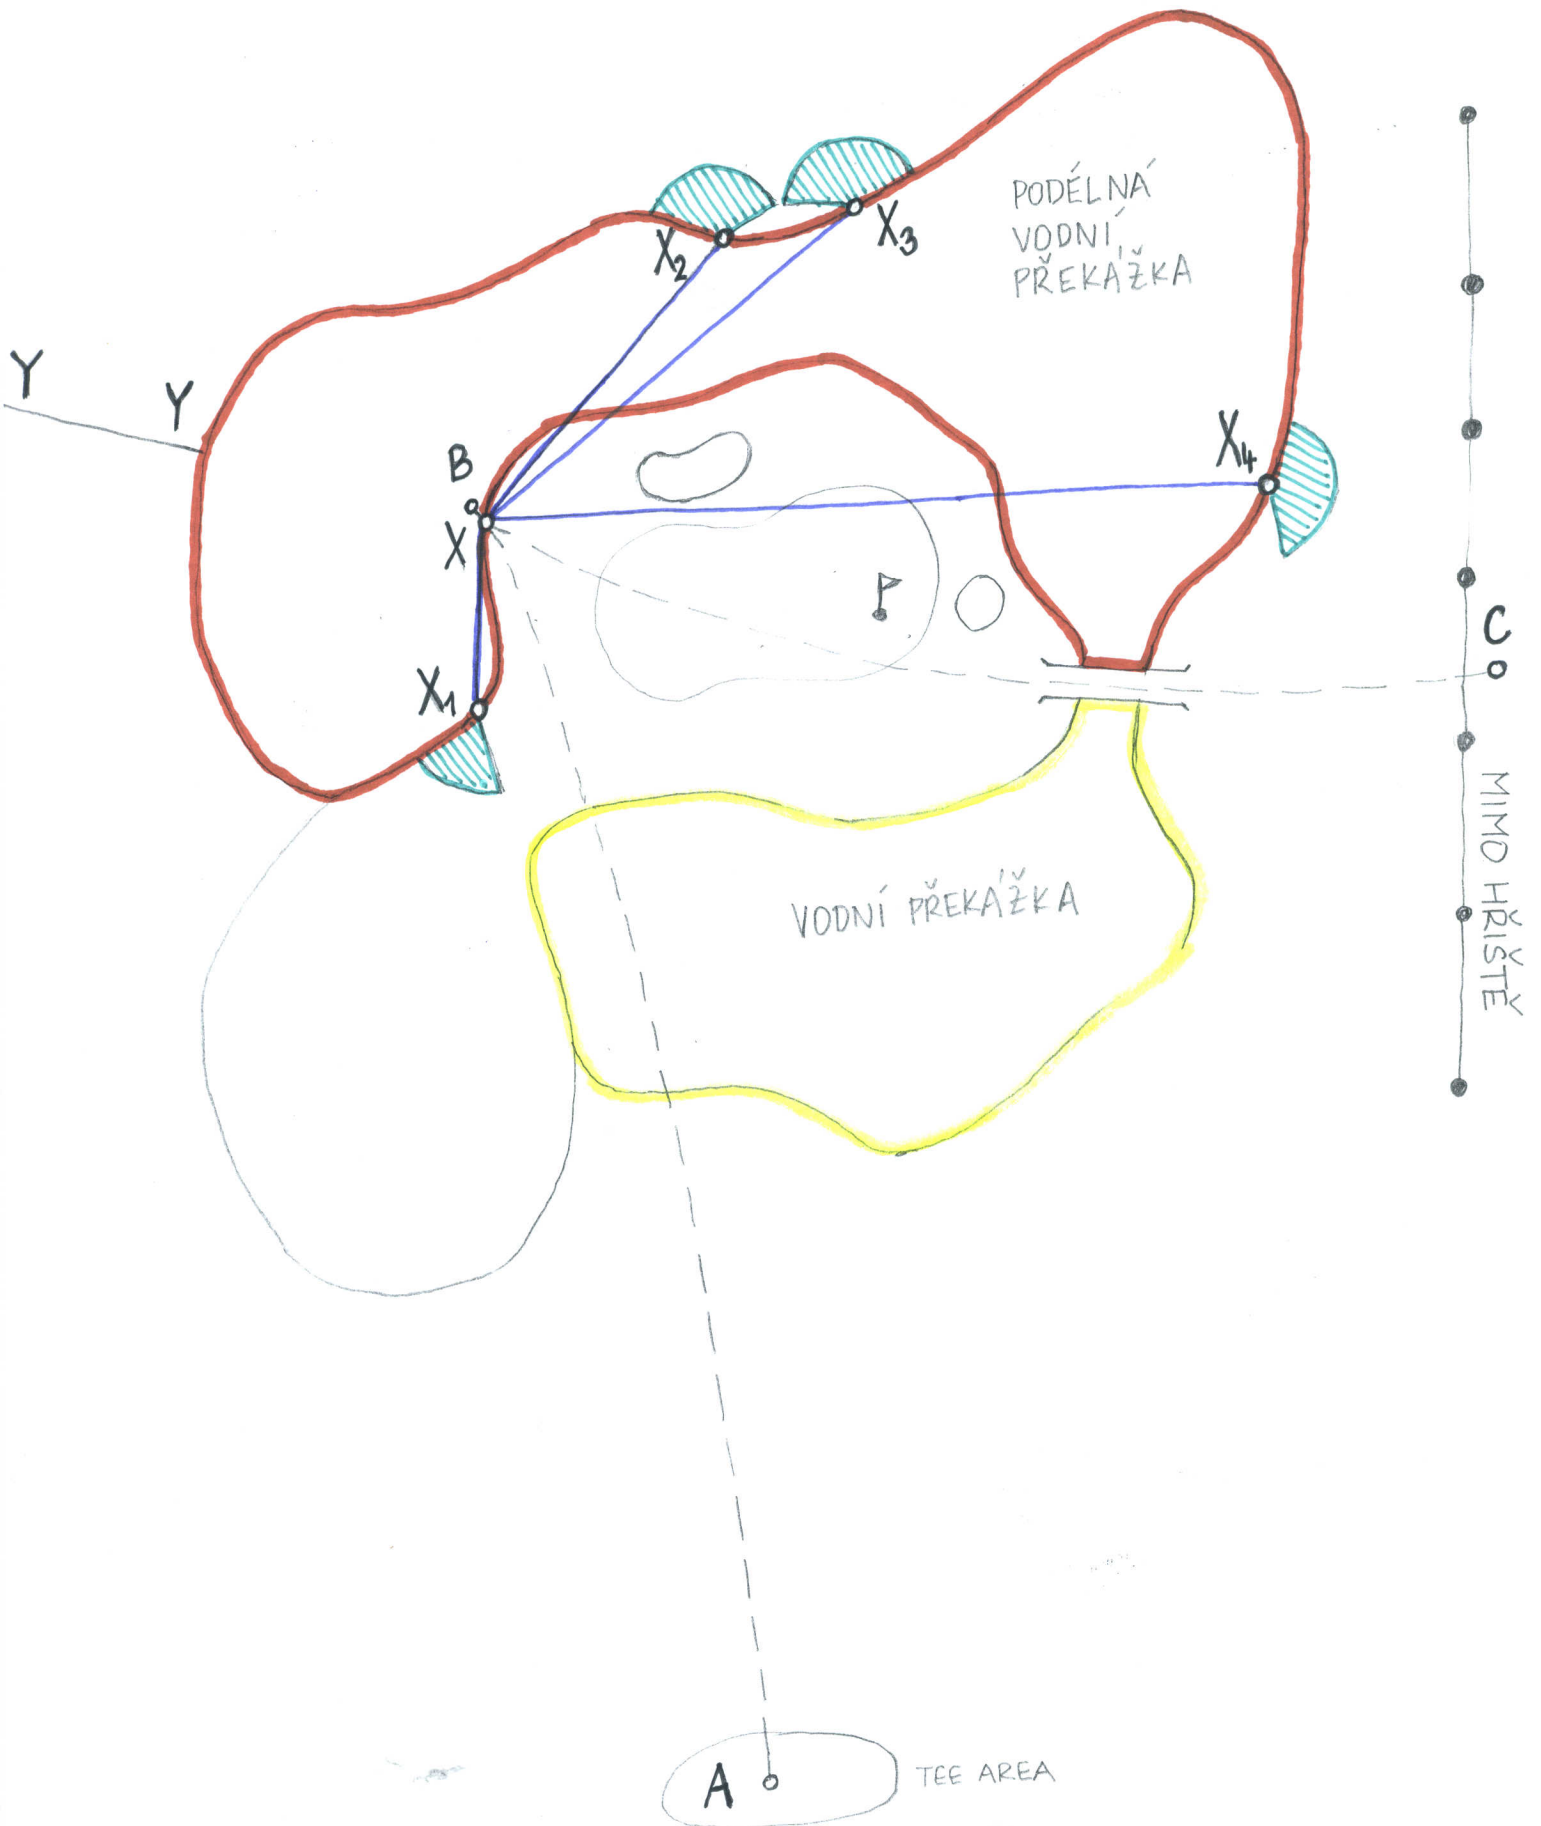 PODÉLNÁ
VODNÍ
PŘEKÁŽKA
X₂
X₃
Y
Y
X₄
B
X
C
X₁
MIMO HŘIŠTĚ
VODNÍ PŘEKÁŽKA
A
TEE AREA